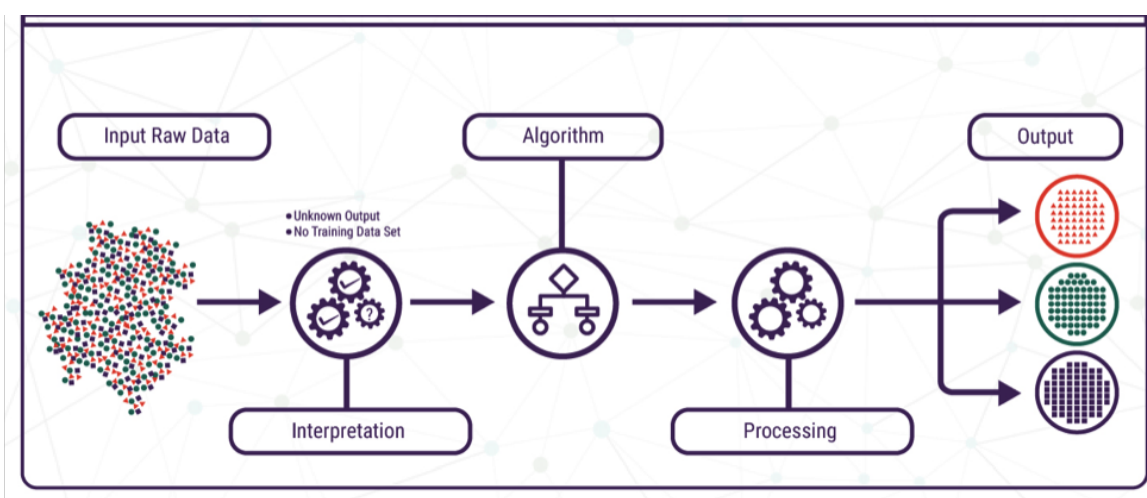 Input Raw Data
Algorithm
Output
● Unknown Output
● No Training Data Set
?
Interpretation
Processing